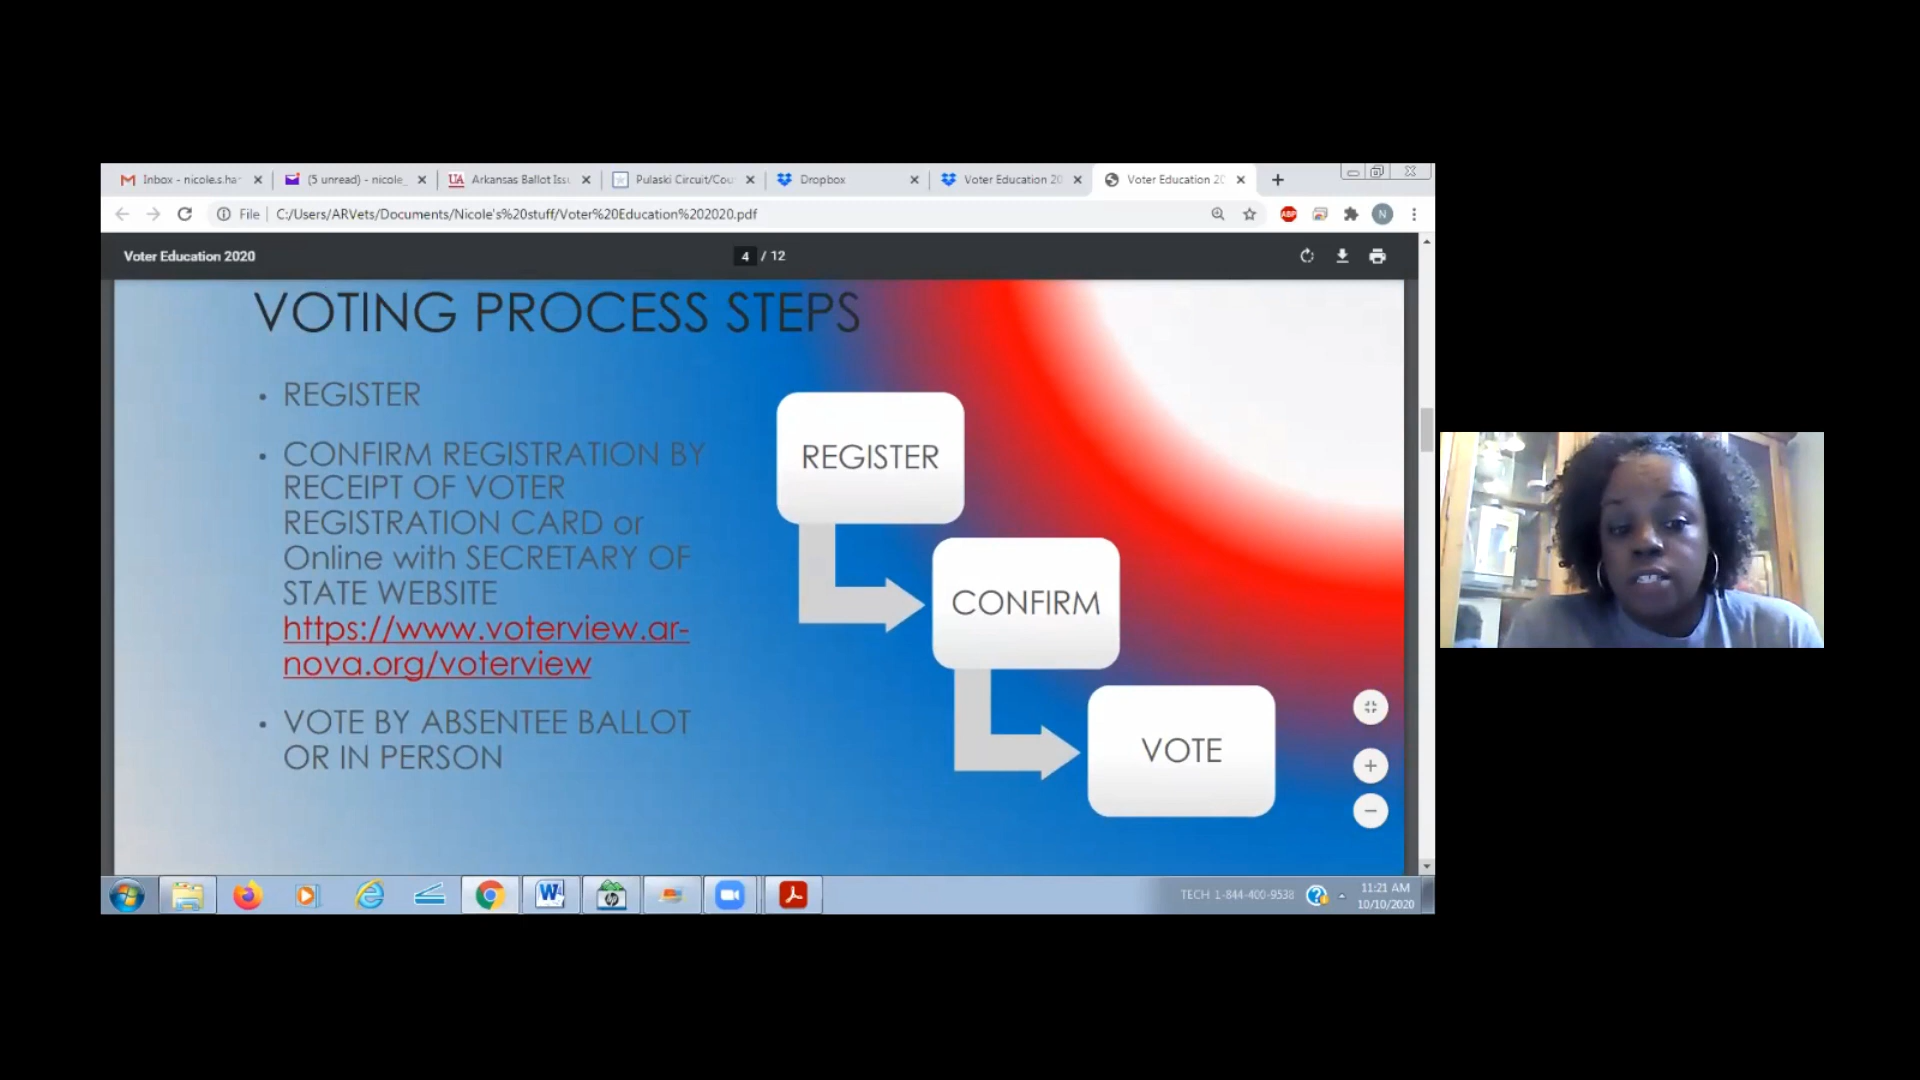 Inbox - nicole.s.ha
(5 unread) - nicole_
UA Arkansas Ballot Issu
Pulaski Circuit/Cou
Dropbox
Voter Education 20
Voter Education 20
File C:/Users/ARVets/Documents/Nicole's%20stuff/Voter%20Education%202020.pdf
ABP
N
Voter Education 2020
4 / 12
VOTING PROCESS STEPS
• REGISTER
• CONFIRM REGISTRATION BY
RECEIPT OF VOTER
REGISTRATION CARD or
Online with SECRETARY OF
STATE WEBSITE
https://www.voterview.ar-
nova.org/voterview
• VOTE BY ABSENTEE BALLOT
OR IN PERSON
REGISTER
CONFIRM
VOTE
TECH 1-844-400-9538
11:21 AM
10/10/2020